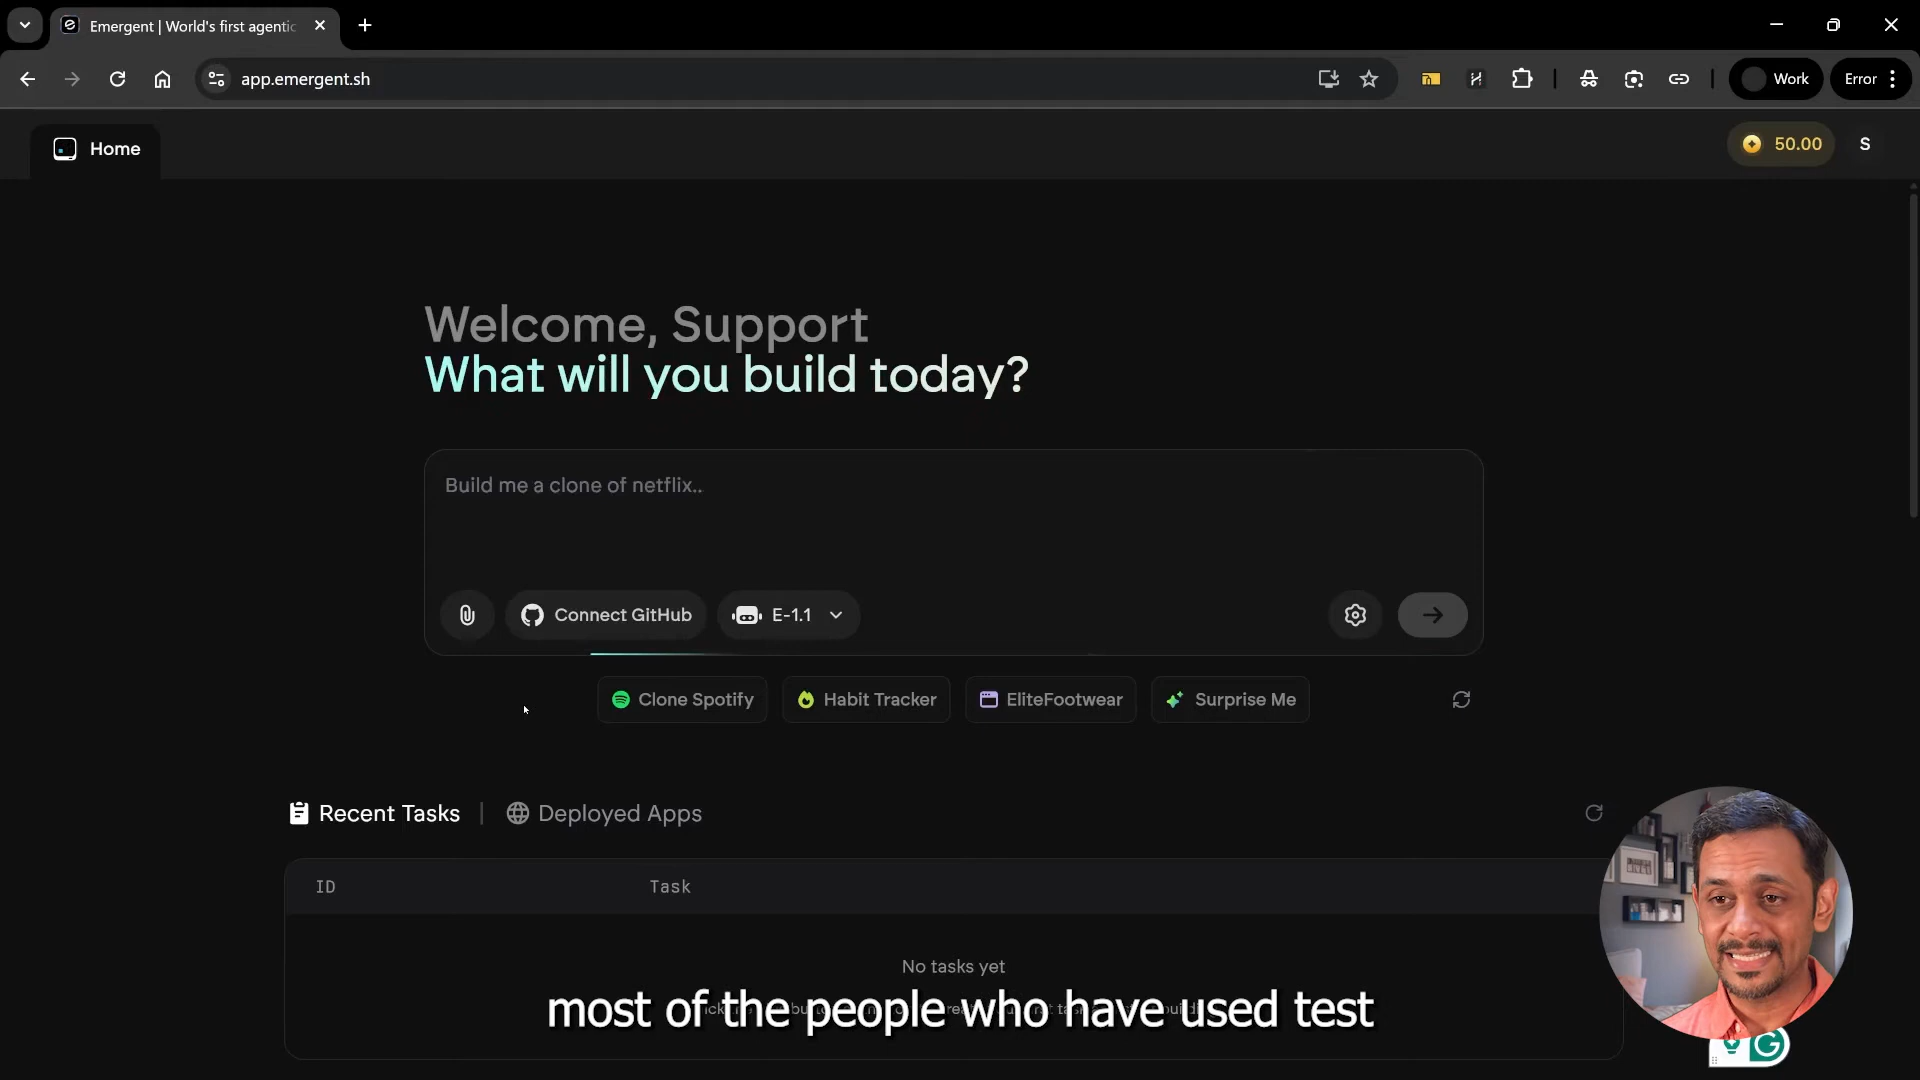 Emergent | World's first agentic
app.emergent.sh
Work
Error
Home
50.00
S
Welcome, Support
What will you build today?
Build me a clone of netflix..
Connect GitHub
E-1.1
Clone Spotify
Habit Tracker
EliteFootwear
Surprise Me
Recent Tasks
Deployed Apps
ID
Task
No tasks yet
most of the people who have used test